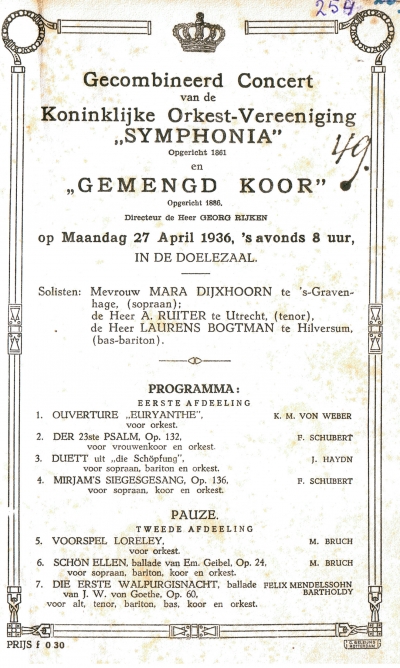 254.
Gecombineerd Concert
van de
Koninklijke Orkest-Vereeniging
„SYMPHONIA”
Opgericht 1861
49.
en
„GEMENGD KOOR”
Opgericht 1886.
Directeur de Heer GEORG RIJKEN
op Maandag 27 April 1936, 's avonds 8 uur,
IN DE DOELEZAAL.
Solisten: Mevrouw MARA DIJXHOORN te 's-Graven-
hage, (sopraan);
de Heer A. RUITER te Utrecht, (tenor),
de Heer LAURENS BOGTMAN te Hilversum,
(bas-bariton).
PROGRAMMA:
EERSTE AFDEELING
1. OUVERTURE „EURYANTHE”, K. M. VON WEBER
voor orkest.
2. DER 23ste PSALM, Op. 132, F. SCHUBERT
voor vrouwenkoor en orkest.
3. DUETT uit „die Schöpfung”, J. HAYDN
voor sopraan, bariton en orkest.
4. MIRJAM'S SIEGESGESANG, Op. 136, F. SCHUBERT
voor sopraan, koor en orkest.
PAUZE.
TWEEDE AFDEELING
5. VOORSPEL LORELEY, M. BRUCH
voor orkest.
6. SCHÖN ELLEN, ballade van Em. Geibel, Op. 24, M. BRUCH
voor sopraan, bariton, koor en orkest.
7. DIE ERSTE WALPURGISNACHT, ballade FELIX MENDELSSOHN
van J. W. von Goethe, Op. 60, BARTHOLDY
voor alt, tenor, bariton, bas, koor en orkest.
PRIJS f 0 30
ROTTERDAM